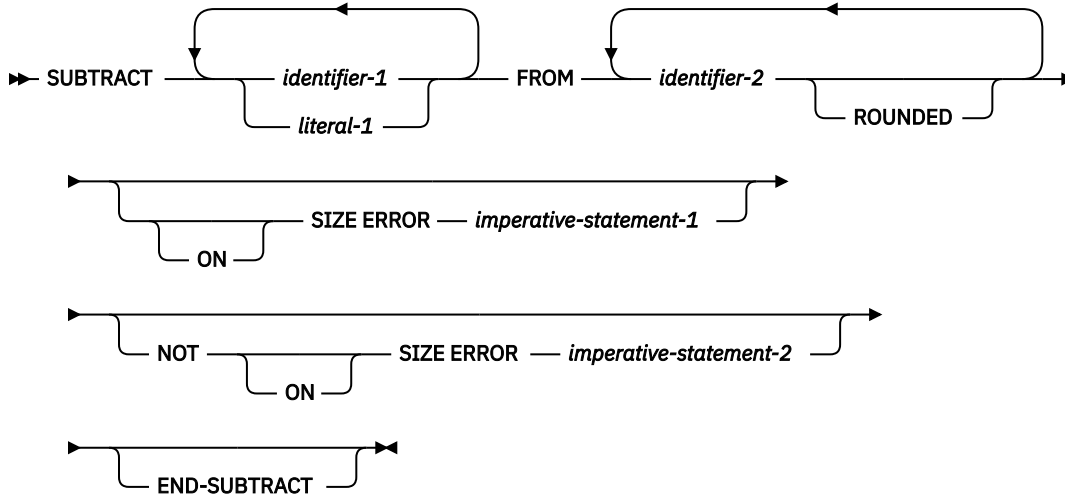 SUBTRACT identifier-1 FROM identifier-2
literal-1 ROUNDED
SIZE ERROR imperative-statement-1
ON
NOT SIZE ERROR imperative-statement-2
ON
END-SUBTRACT